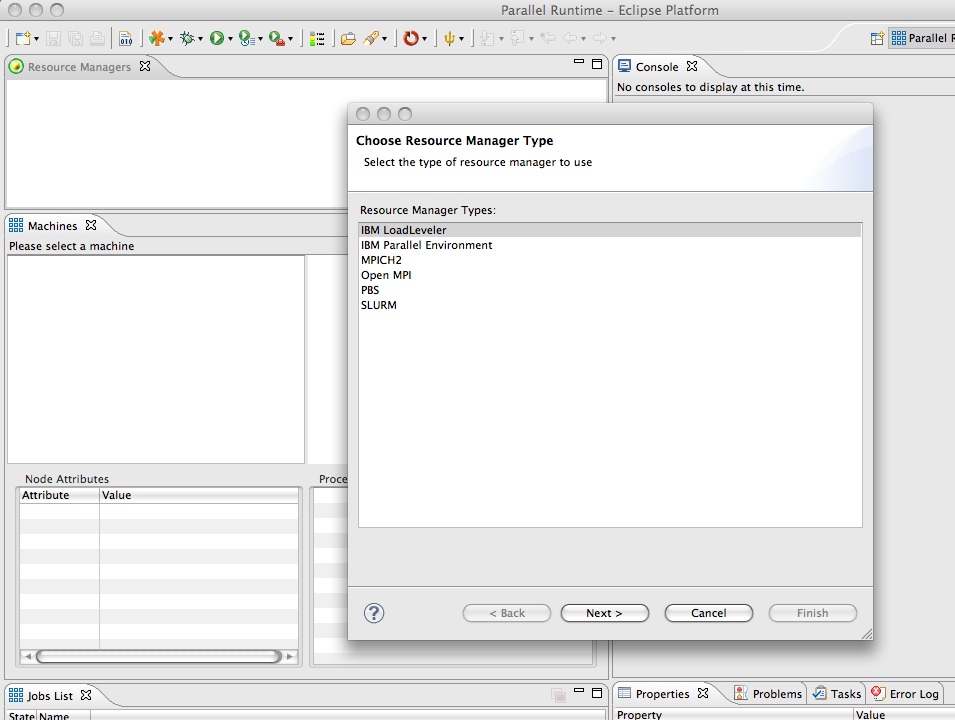 Parallel Runtime – Eclipse Platform
010
Parallel R
Resource Managers
Console
No consoles to display at this time.
Choose Resource Manager Type
Select the type of resource manager to use
Resource Manager Types:
IBM LoadLeveler
IBM Parallel Environment
MPICH2
Open MPI
PBS
SLURM
Machines
Please select a machine
Node Attributes
Attribute Value
Proce
?
< Back
Next >
Cancel
Finish
Jobs List
State Name
Properties
Problems
Tasks
Error Log
Property
Value